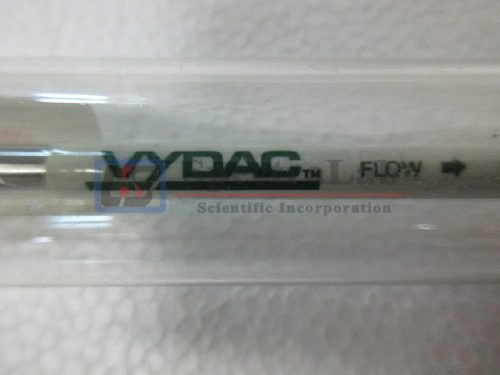 VYDAC™ FLOW →
Scientific Incorporation